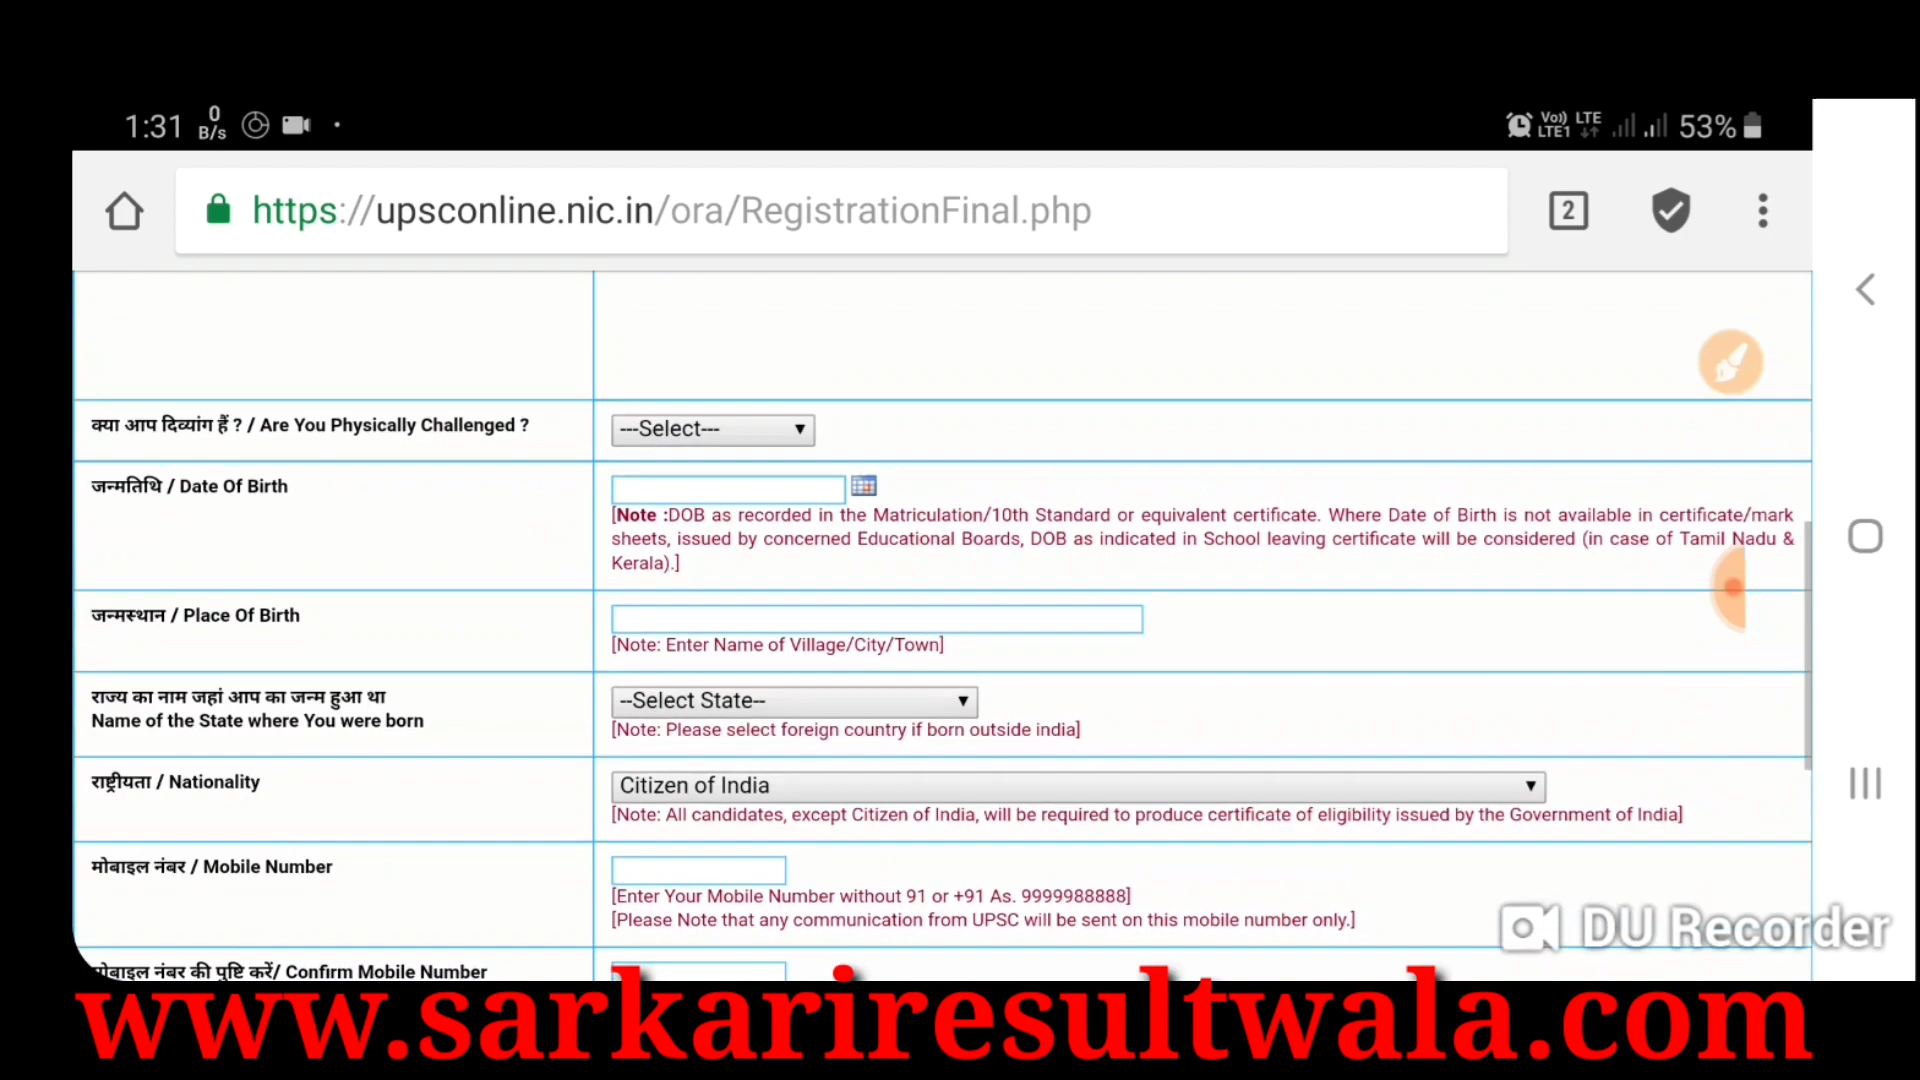 1:31 0 B/s Vo)) LTE1 LTE 53%
https://upsconline.nic.in/ora/RegistrationFinal.php 2
क्या आप दिव्यांग हैं ? / Are You Physically Challenged ? ---Select---
जन्मतिथि / Date Of Birth
[Note :DOB as recorded in the Matriculation/10th Standard or equivalent certificate. Where Date of Birth is not available in certificate/mark
sheets, issued by concerned Educational Boards, DOB as indicated in School leaving certificate will be considered (in case of Tamil Nadu &
Kerala).]
जन्मस्थान / Place Of Birth
[Note: Enter Name of Village/City/Town]
राज्य का नाम जहां आप का जन्म हुआ था
Name of the State where You were born
--Select State--
[Note: Please select foreign country if born outside india]
राष्ट्रीयता / Nationality
Citizen of India
[Note: All candidates, except Citizen of India, will be required to produce certificate of eligibility issued by the Government of India]
मोबाइल नंबर / Mobile Number
[Enter Your Mobile Number without 91 or +91 As. 9999988888]
[Please Note that any communication from UPSC will be sent on this mobile number only.]
DU Recorder
मोबाइल नंबर की पुष्टि करें/ Confirm Mobile Number
www.sarkariresultwala.com